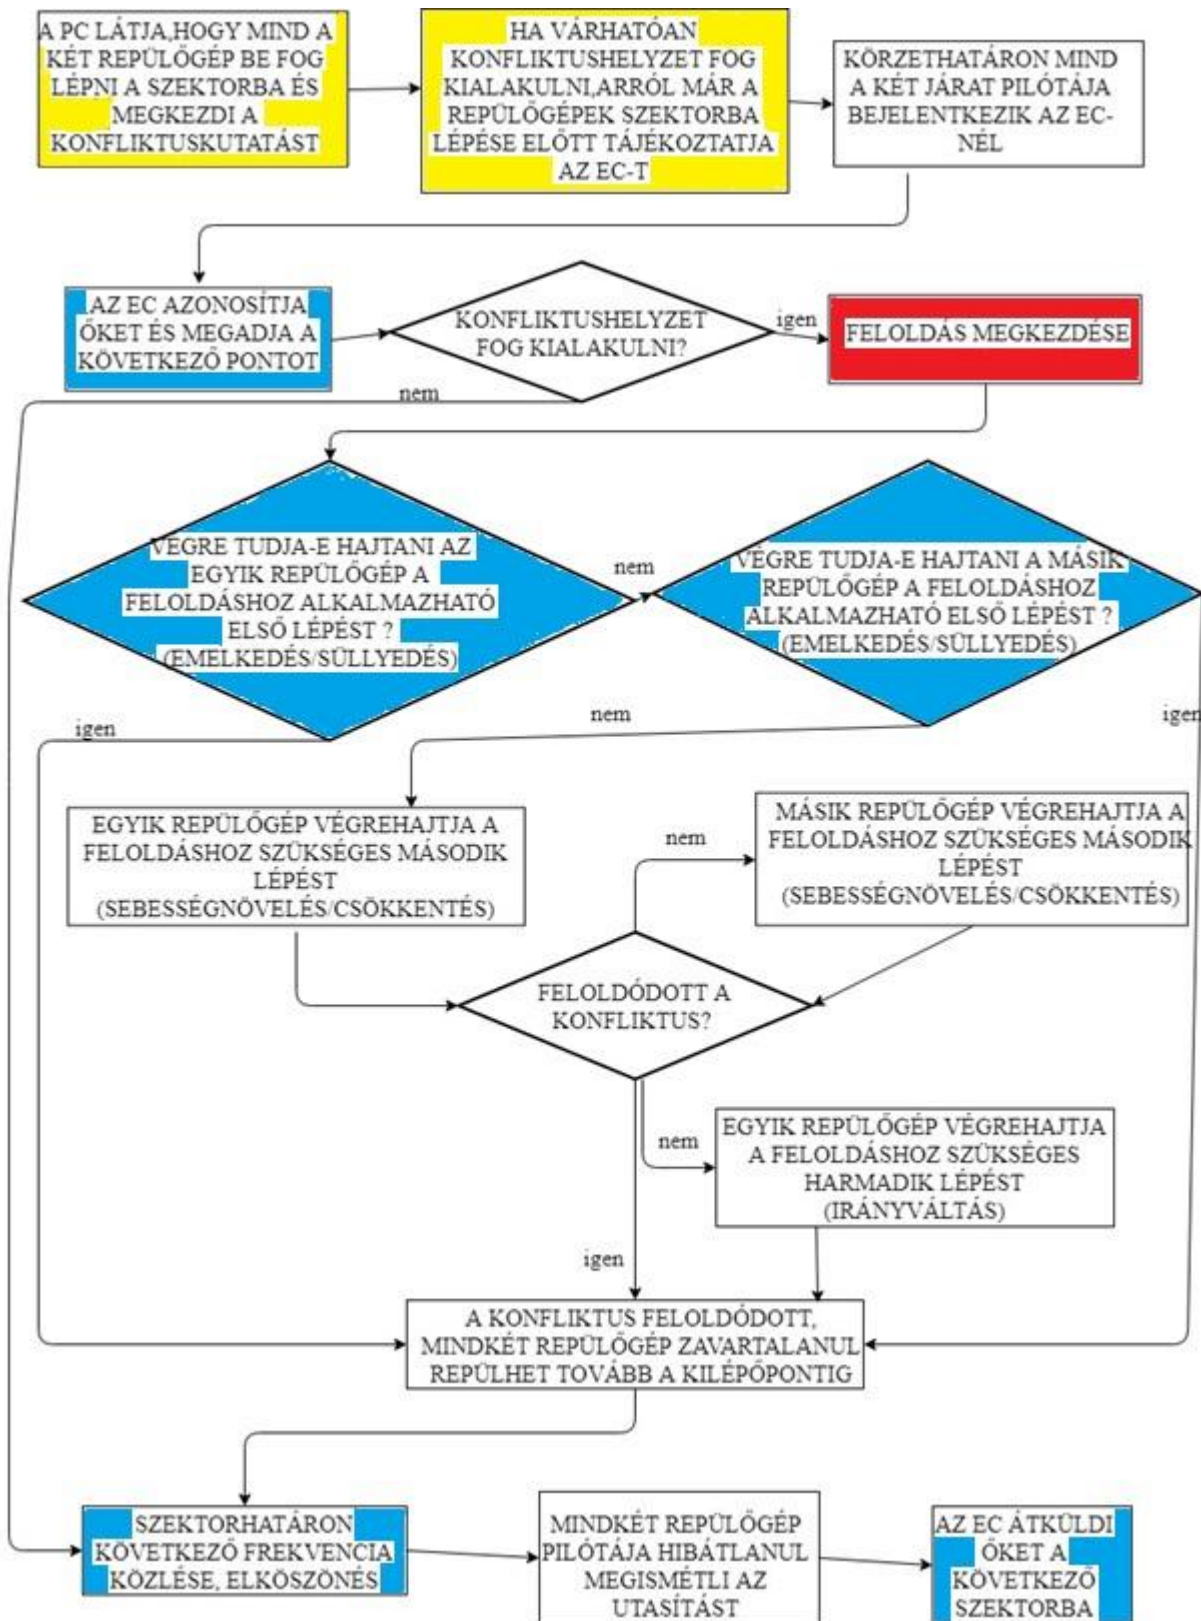 A PC LÁTJA,HOGY MIND A
KÉT REPÜLŐGÉP BE FOG
LÉPNI A SZEKTORBA ÉS
MEGKEZDI A
KONFLIKTUSKUTATÁST
HA VÁRHATÓAN
KONFLIKTUSHELYZET FOG
KIALAKULNI,ARRÓL MÁR A
REPÜLŐGÉPEK SZEKTORBA
LÉPÉSE ELŐTT TÁJÉKOZTATJA
AZ EC-T
KÖRZETHATÁRON MIND
A KÉT JÁRAT PILÓTÁJA
BEJELENTKEZIK AZ EC-
NÉL
AZ EC AZONOSÍTJA
ŐKET ÉS MEGADJA A
KÖVETKEZŐ PONTOT
KONFLIKTUSHELYZET
FOG KIALAKULNI?
igen
FELOLDÁS MEGKEZDÉSE
nem
VÉGRE TUDJA-E HAJTANI AZ
EGYIK REPÜLŐGÉP A
FELOLDÁSHOZ ALKALMAZHATÓ
ELSŐ LÉPÉST ?
(EMELKEDÉS/SÜLLYEDÉS)
nem
VÉGRE TUDJA-E HAJTANI A MÁSIK
REPÜLŐGÉP A FELOLDÁSHOZ
ALKALMAZHATÓ ELSŐ LÉPÉST ?
(EMELKEDÉS/SÜLLYEDÉS)
igen
nem
igen
EGYIK REPÜLŐGÉP VÉGREHAJTJA A
FELOLDÁSHOZ SZÜKSÉGES MÁSODIK
LÉPÉST
(SEBESSÉGNÖVELÉS/CSÖKKENTÉS)
nem
MÁSIK REPÜLŐGÉP VÉGREHAJTJA A
FELOLDÁSHOZ SZÜKSÉGES MÁSODIK
LÉPÉST
(SEBESSÉGNÖVELÉS/CSÖKKENTÉS)
FELOLDÓDOTT A
KONFLIKTUS?
nem
EGYIK REPÜLŐGÉP VÉGREHAJTJA
A FELOLDÁSHOZ SZÜKSÉGES
HARMADIK LÉPÉST
(IRÁNYVÁLTÁS)
igen
A KONFLIKTUS FELOLDÓDOTT,
MINDKÉT REPÜLŐGÉP ZAVARTALANUL
REPÜLHET TOVÁBB A KILÉPŐPONTIG
SZEKTORHATÁRON
KÖVETKEZŐ FREKVENCIA
KÖZLÉSE, ELKÖSZÖNÉS
MINDKÉT REPÜLŐGÉP
PILÓTÁJA HIBÁTLANUL
MEGISMÉTLI AZ
UTASÍTÁST
AZ EC ÁTKÜLDI
ŐKET A
KÖVETKEZŐ
SZEKTORBA